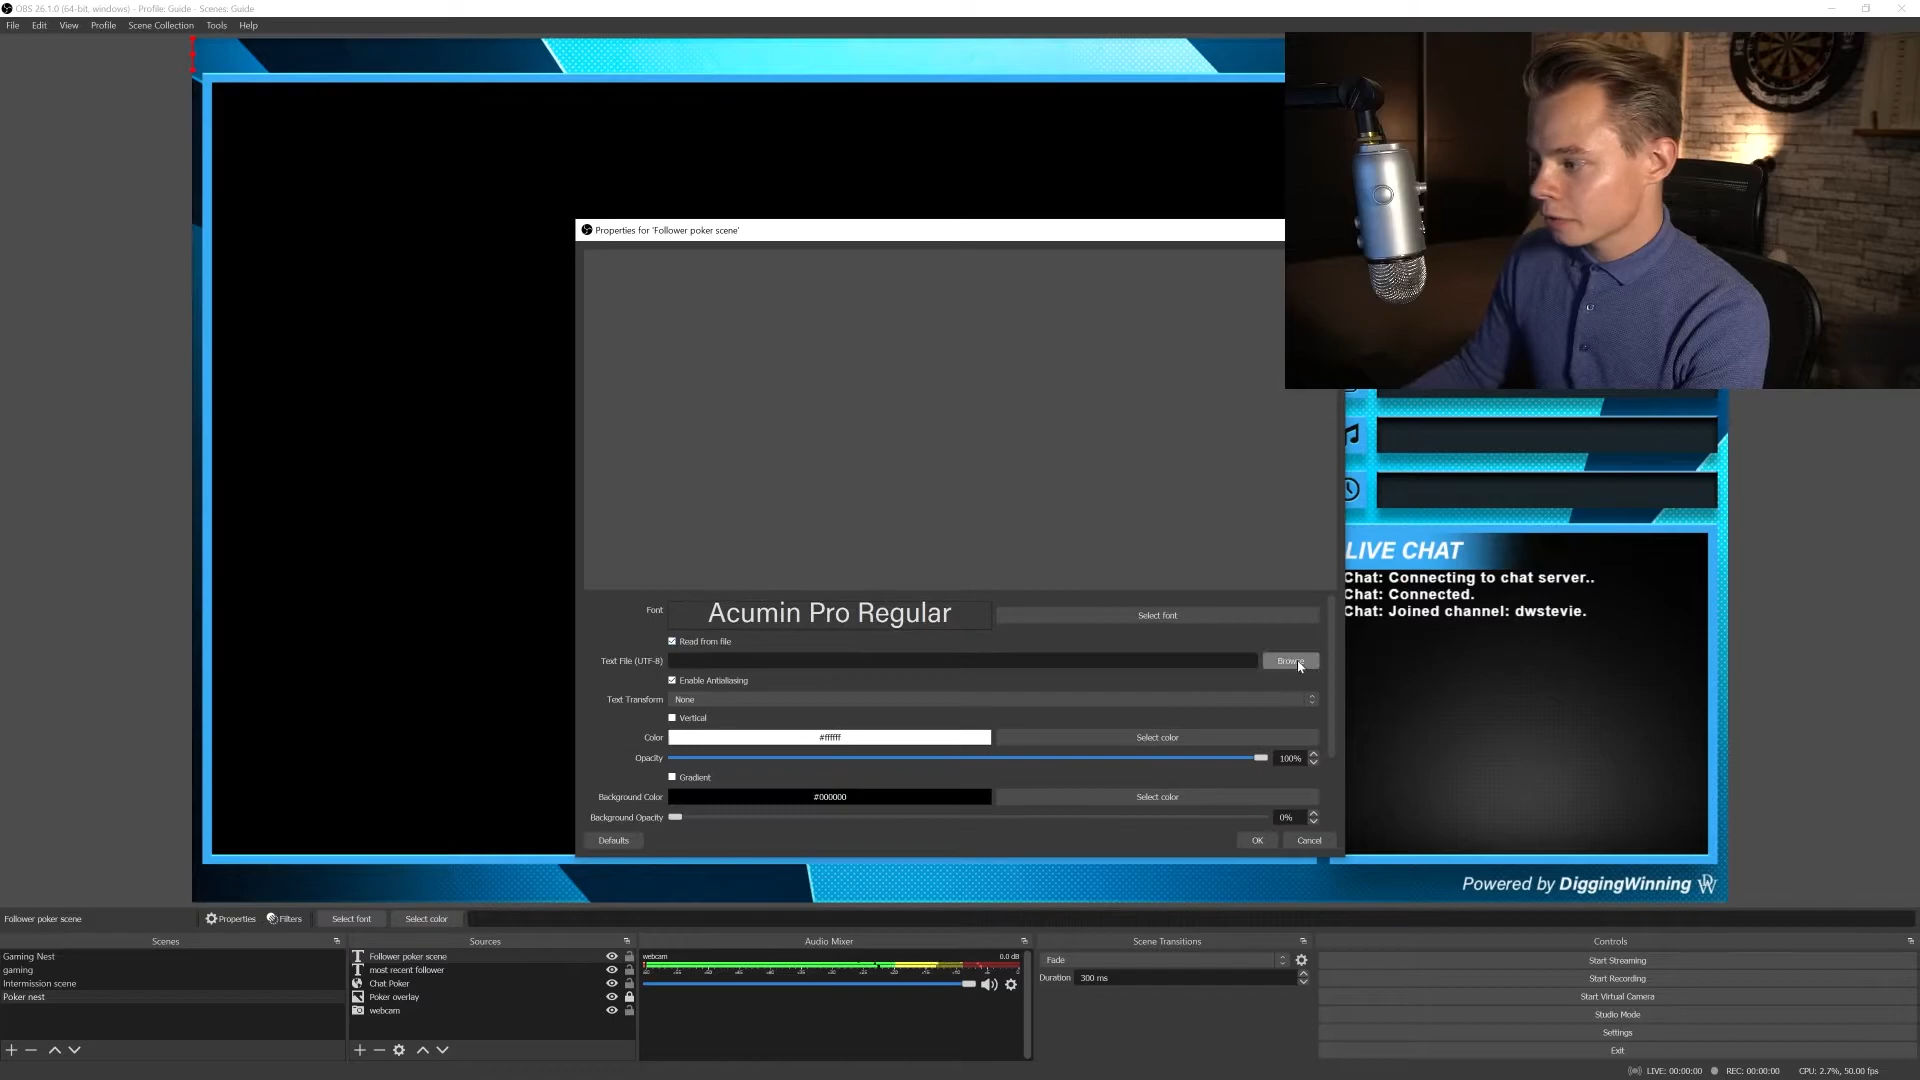 OBS 26.1.0 (64-bit, windows) - Profile: Guide - Scenes: Guide
File Edit View Profile Scene Collection Tools Help
Properties for 'Follower poker scene'
Font Acumin Pro Regular Select font
Read from file
Text File (UTF-8) Browse
Enable Antialiasing
Text Transform None
Vertical
Color #ffffff Select color
Opacity 100%
Gradient
Background Color #000000 Select color
Background Opacity 0%
Defaults OK Cancel
LIVE CHAT
Chat: Connecting to chat server..
Chat: Connected.
Chat: Joined channel: dwstevie.
Powered by DiggingWinning DW
Follower poker scene Properties Filters Select font Select color
Scenes
Gaming Nest
gaming
Intermission scene
Poker nest
Sources
Follower poker scene
most recent follower
Chat Poker
Poker overlay
webcam
Audio Mixer
webcam 0.0 dB
Scene Transitions
Fade
Duration 300 ms
Controls
Start Streaming
Start Recording
Start Virtual Camera
Studio Mode
Settings
Exit
LIVE: 00:00:00 REC: 00:00:00 CPU: 2.7%, 50.00 fps